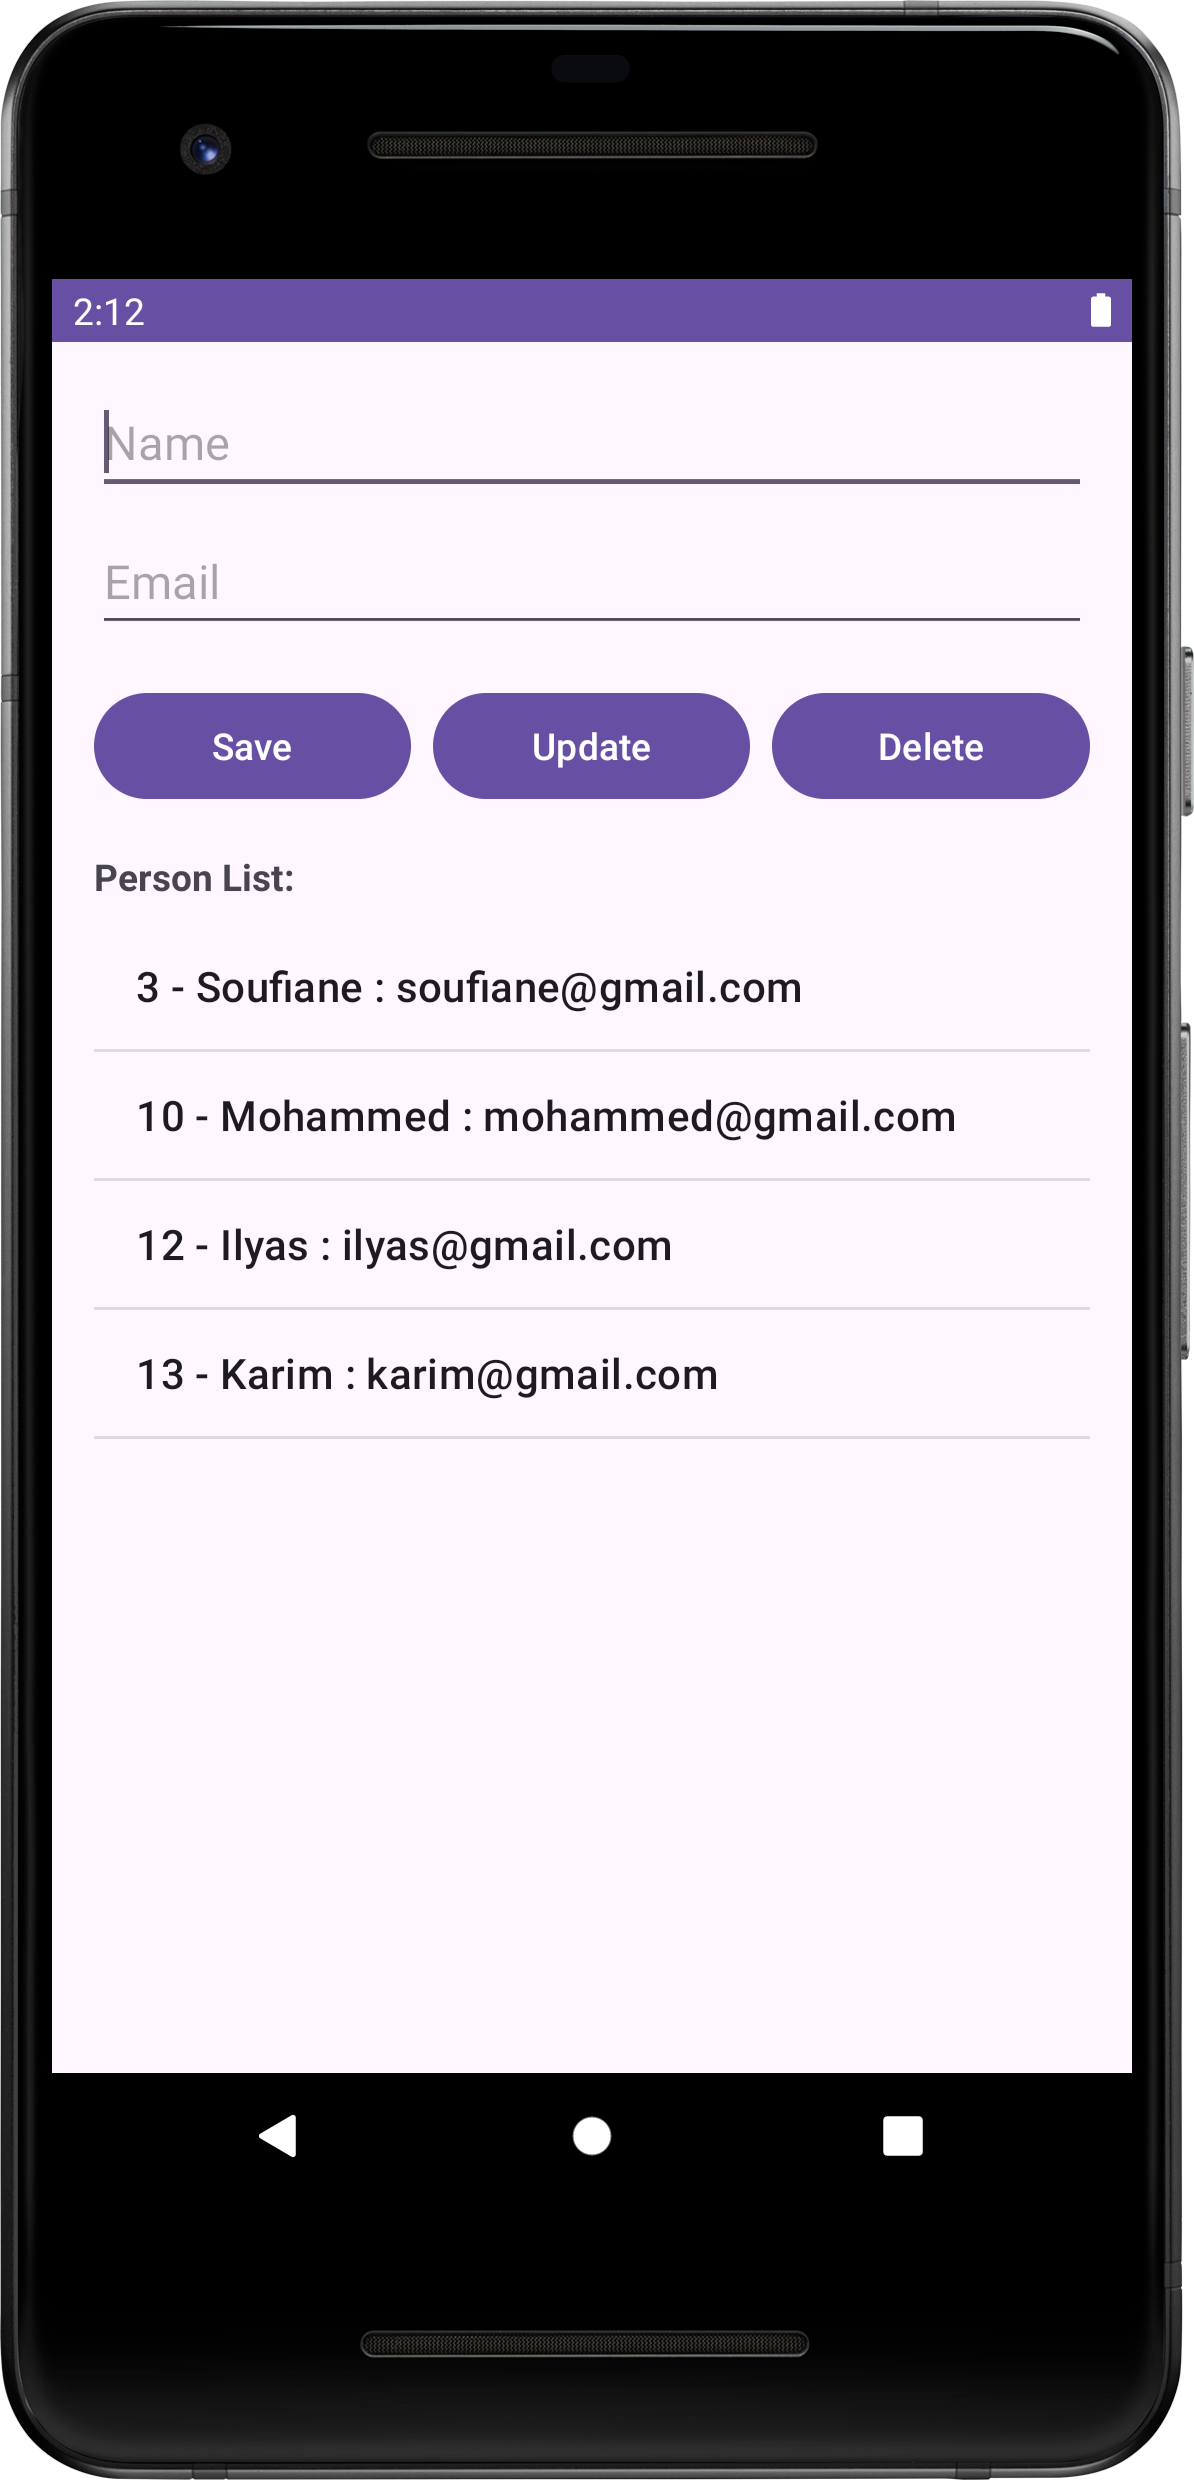 2:12
Name
Email
Save Update Delete
Person List:
3 - Soufiane : soufiane@gmail.com
10 - Mohammed : mohammed@gmail.com
12 - Ilyas : ilyas@gmail.com
13 - Karim : karim@gmail.com